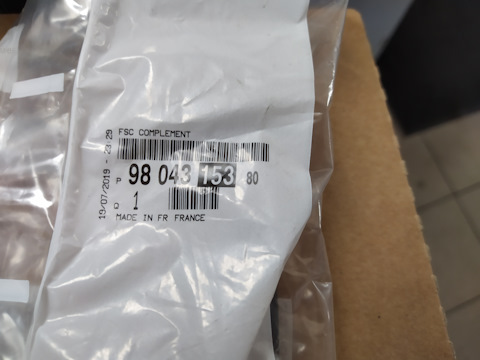 FSC COMPLEMENT
P 98 043 153 80
Q 1
MADE IN FR FRANCE
19/07/2019 - 23:29